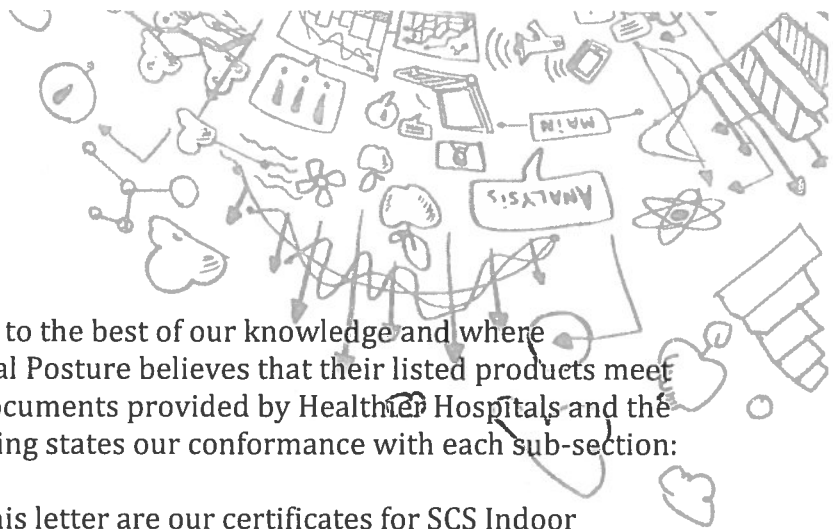 MAIN
ANALYSIS
to the best of our knowledge and where
al Posture believes that their listed products meet
ocuments provided by Healthier Hospitals and the
ing states our conformance with each sub-section:
is letter are our certificates for SCS Indoor